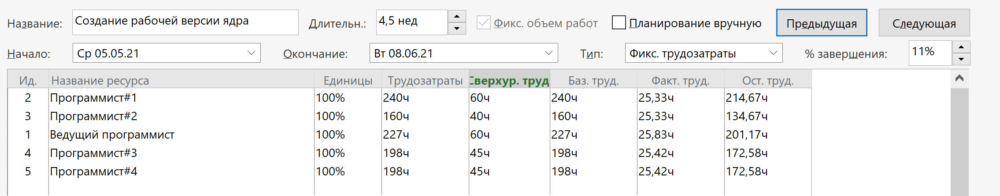 Название: Создание рабочей версии ядра Длительн.: 4,5 нед Фикс. объем работ Планирование вручную Предыдущая Следующая
Начало: Ср 05.05.21 Окончание: Вт 08.06.21 Тип: Фикс. трудозатраты % завершения: 11%
Ид. Название ресурса Единицы Трудозатраты Сверхур. труд Баз. труд. Факт. труд. Ост. труд.
2 Программист#1 100% 240ч 60ч 240ч 25,33ч 214,67ч
3 Программист#2 100% 160ч 40ч 160ч 25,33ч 134,67ч
1 Ведущий программист 100% 227ч 60ч 227ч 25,83ч 201,17ч
4 Программист#3 100% 198ч 45ч 198ч 25,42ч 172,58ч
5 Программист#4 100% 198ч 45ч 198ч 25,42ч 172,58ч